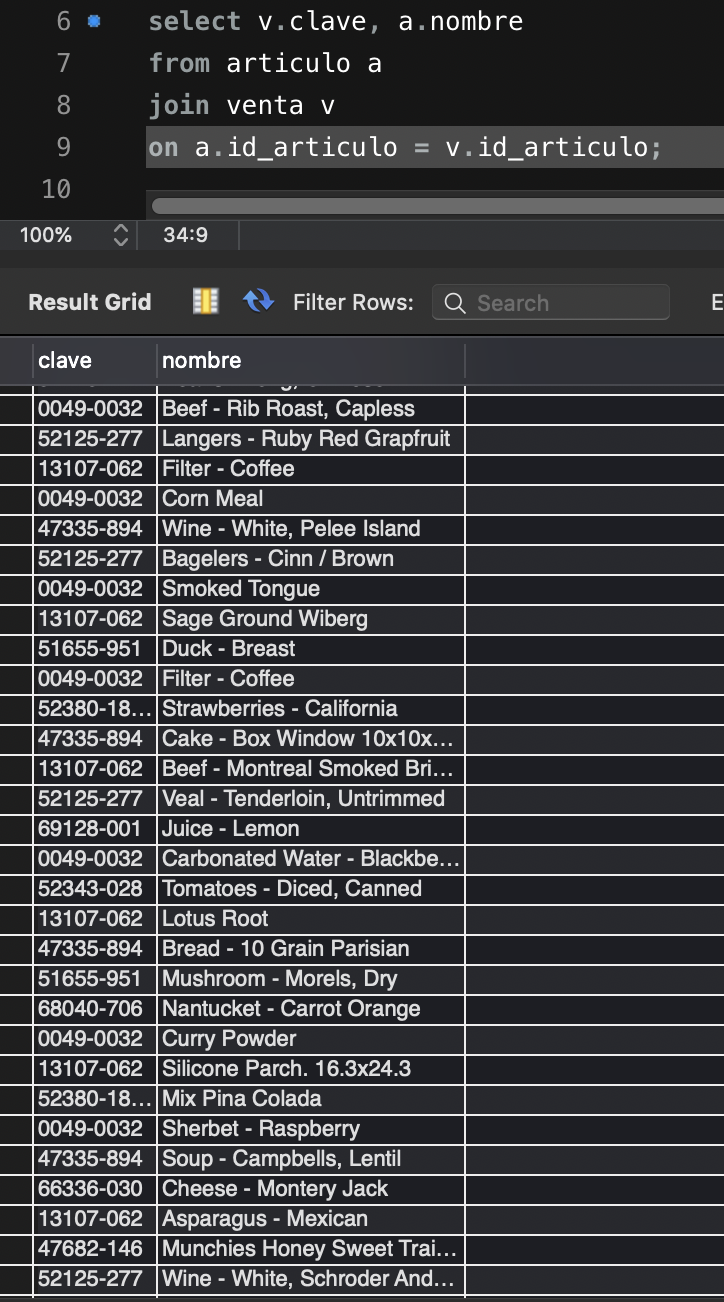 6 select v.clave, a.nombre
7 from articulo a
8 join venta v
9 on a.id_articulo = v.id_articulo;
10
100% 34:9
Result Grid Filter Rows: Search E
clave nombre
0049-0032 Beef - Rib Roast, Capless
52125-277 Langers - Ruby Red Grapfruit
13107-062 Filter - Coffee
0049-0032 Corn Meal
47335-894 Wine - White, Pelee Island
52125-277 Bagelers - Cinn / Brown
0049-0032 Smoked Tongue
13107-062 Sage Ground Wiberg
51655-951 Duck - Breast
0049-0032 Filter - Coffee
52380-18... Strawberries - California
47335-894 Cake - Box Window 10x10x...
13107-062 Beef - Montreal Smoked Bri...
52125-277 Veal - Tenderloin, Untrimmed
69128-001 Juice - Lemon
0049-0032 Carbonated Water - Blackbe...
52343-028 Tomatoes - Diced, Canned
13107-062 Lotus Root
47335-894 Bread - 10 Grain Parisian
51655-951 Mushroom - Morels, Dry
68040-706 Nantucket - Carrot Orange
0049-0032 Curry Powder
13107-062 Silicone Parch. 16.3x24.3
52380-18... Mix Pina Colada
0049-0032 Sherbet - Raspberry
47335-894 Soup - Campbells, Lentil
66336-030 Cheese - Montery Jack
13107-062 Asparagus - Mexican
47682-146 Munchies Honey Sweet Trai...
52125-277 Wine - White, Schroder And...